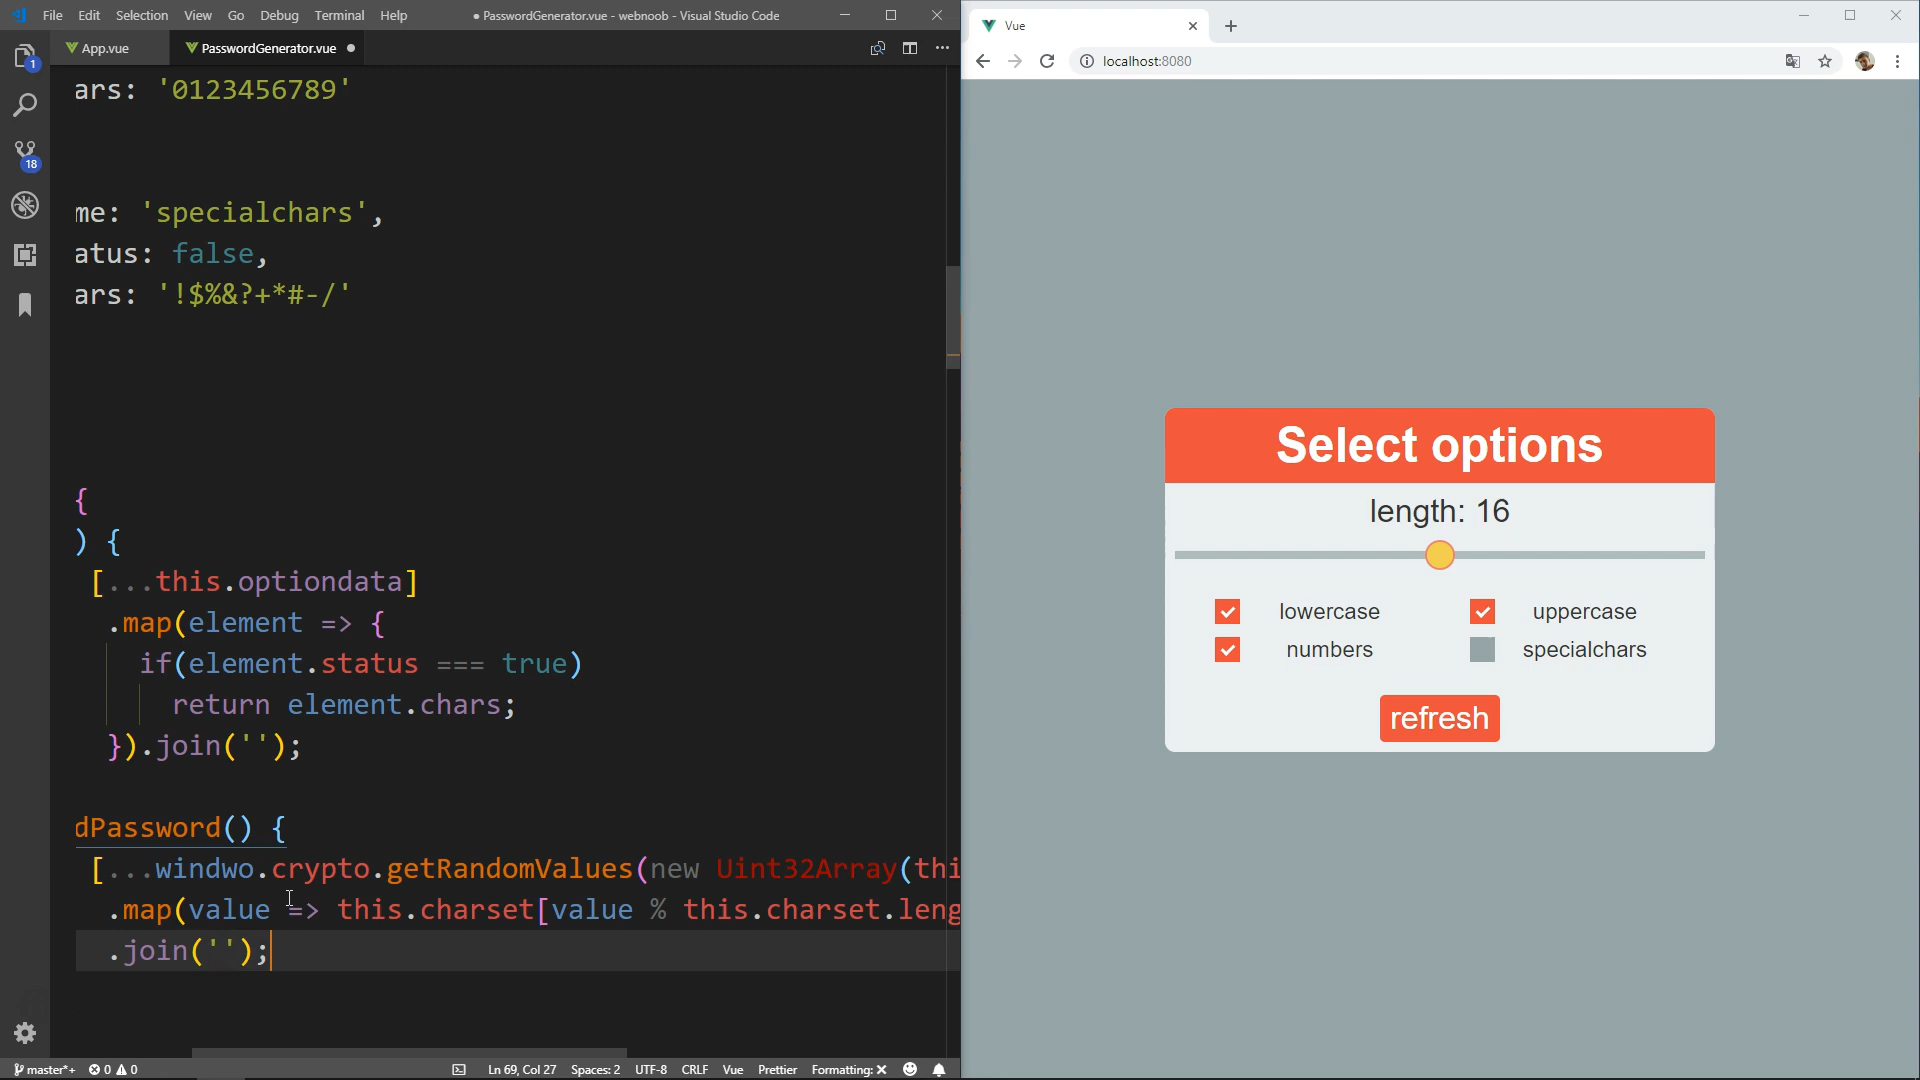 File Edit Selection View Go Debug Terminal Help
● PasswordGenerator.vue - webnoob - Visual Studio Code
App.vue
PasswordGenerator.vue
1
18
ars: '0123456789'
me: 'specialchars',
atus: false,
ars: '!$%&?+*#-/'
{
) {
[...this.optiondata]
.map(element => {
if(element.status === true)
return element.chars;
}).join('');
dPassword() {
[...windwo.crypto.getRandomValues(new Uint32Array(thi
.map(value => this.charset[value % this.charset.leng
.join('');
master*+ 0 0 Ln 69, Col 27 Spaces: 2 UTF-8 CRLF Vue Prettier Formatting: ×
Vue
localhost:8080
Select options
length: 16
lowercase uppercase
numbers specialchars
refresh